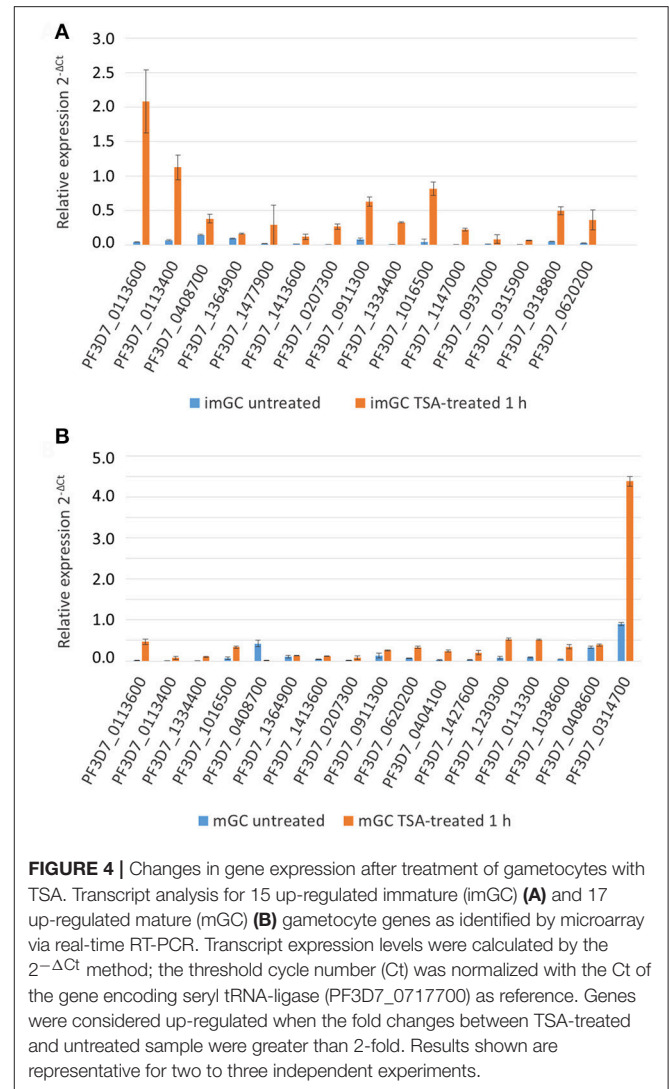 A
3.0
2.5
2.0
1.5
1.0
0.5
0.0
Relative expression 2^-ΔCt
PF3D7_0113600
PF3D7_0113400
PF3D7_0408700
PF3D7_1364900
PF3D7_1477900
PF3D7_1413600
PF3D7_0207300
PF3D7_0911300
PF3D7_1334400
PF3D7_1016500
PF3D7_1147000
PF3D7_0937000
PF3D7_0315900
PF3D7_0318800
PF3D7_0620200
imGC untreated imGC TSA-treated 1 h
B
5.0
4.0
3.0
2.0
1.0
0.0
Relative expression 2^-ΔCt
PF3D7_0113600
PF3D7_0113400
PF3D7_1334400
PF3D7_1016500
PF3D7_0408700
PF3D7_1364900
PF3D7_1413600
PF3D7_0207300
PF3D7_0911300
PF3D7_0620200
PF3D7_0404100
PF3D7_1427600
PF3D7_1230300
PF3D7_0113300
PF3D7_1038600
PF3D7_0408600
PF3D7_0314700
mGC untreated mGC TSA-treated 1 h
FIGURE 4 | Changes in gene expression after treatment of gametocytes with
TSA. Transcript analysis for 15 up-regulated immature (imGC) (A) and 17
up-regulated mature (mGC) (B) gametocyte genes as identified by microarray
via real-time RT-PCR. Transcript expression levels were calculated by the
2^−ΔCt method; the threshold cycle number (Ct) was normalized with the Ct of
the gene encoding seryl tRNA-ligase (PF3D7_0717700) as reference. Genes
were considered up-regulated when the fold changes between TSA-treated
and untreated sample were greater than 2-fold. Results shown are
representative for two to three independent experiments.